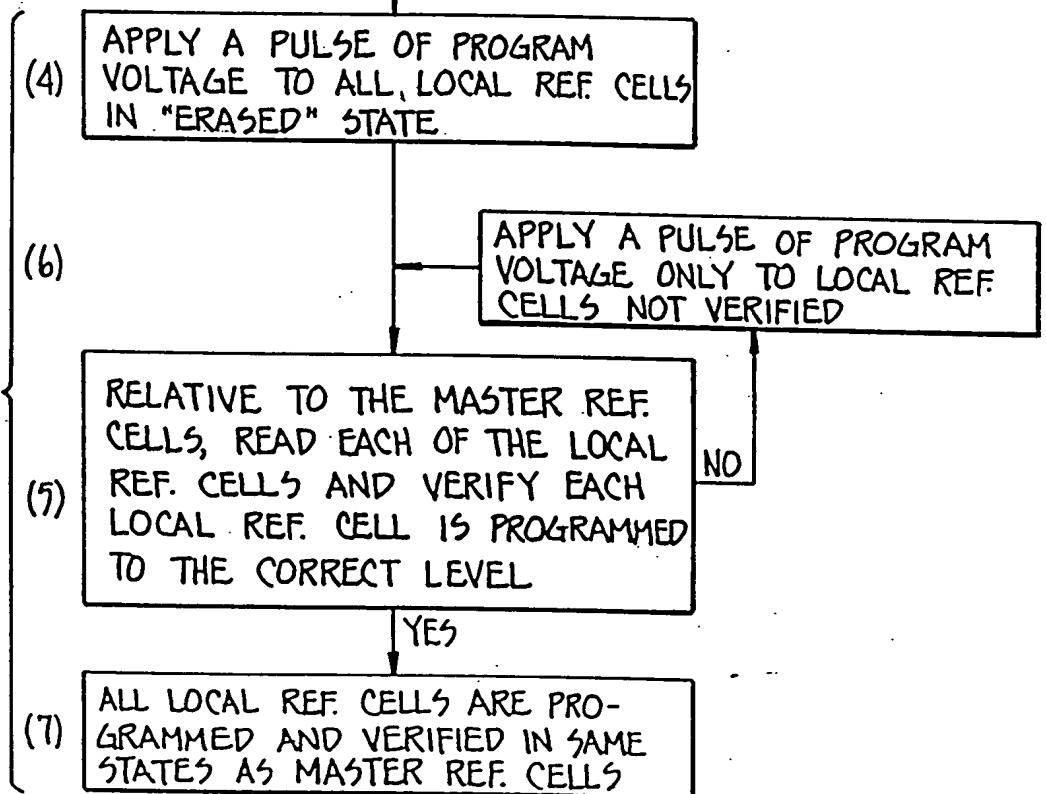 (4)
APPLY A PULSE OF PROGRAM
VOLTAGE TO ALL, LOCAL REF. CELLS
IN "ERASED" STATE.
(6)
APPLY A PULSE OF PROGRAM
VOLTAGE ONLY TO LOCAL REF.
CELLS NOT VERIFIED
(5)
RELATIVE TO THE MASTER REF.
CELLS, READ EACH OF THE LOCAL
REF. CELLS AND VERIFY EACH
LOCAL REF. CELL IS PROGRAMMED
TO THE CORRECT LEVEL
NO
YES
(7)
ALL LOCAL REF. CELLS ARE PRO-
GRAMMED AND VERIFIED IN SAME
STATES AS MASTER REF. CELLS